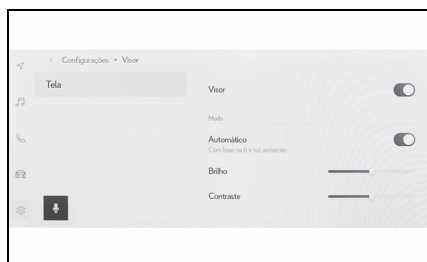 < Configurações • Visor
Tela
Visor
Modo
Automático
Com base na h e luz ambiente
Brilho
Contraste